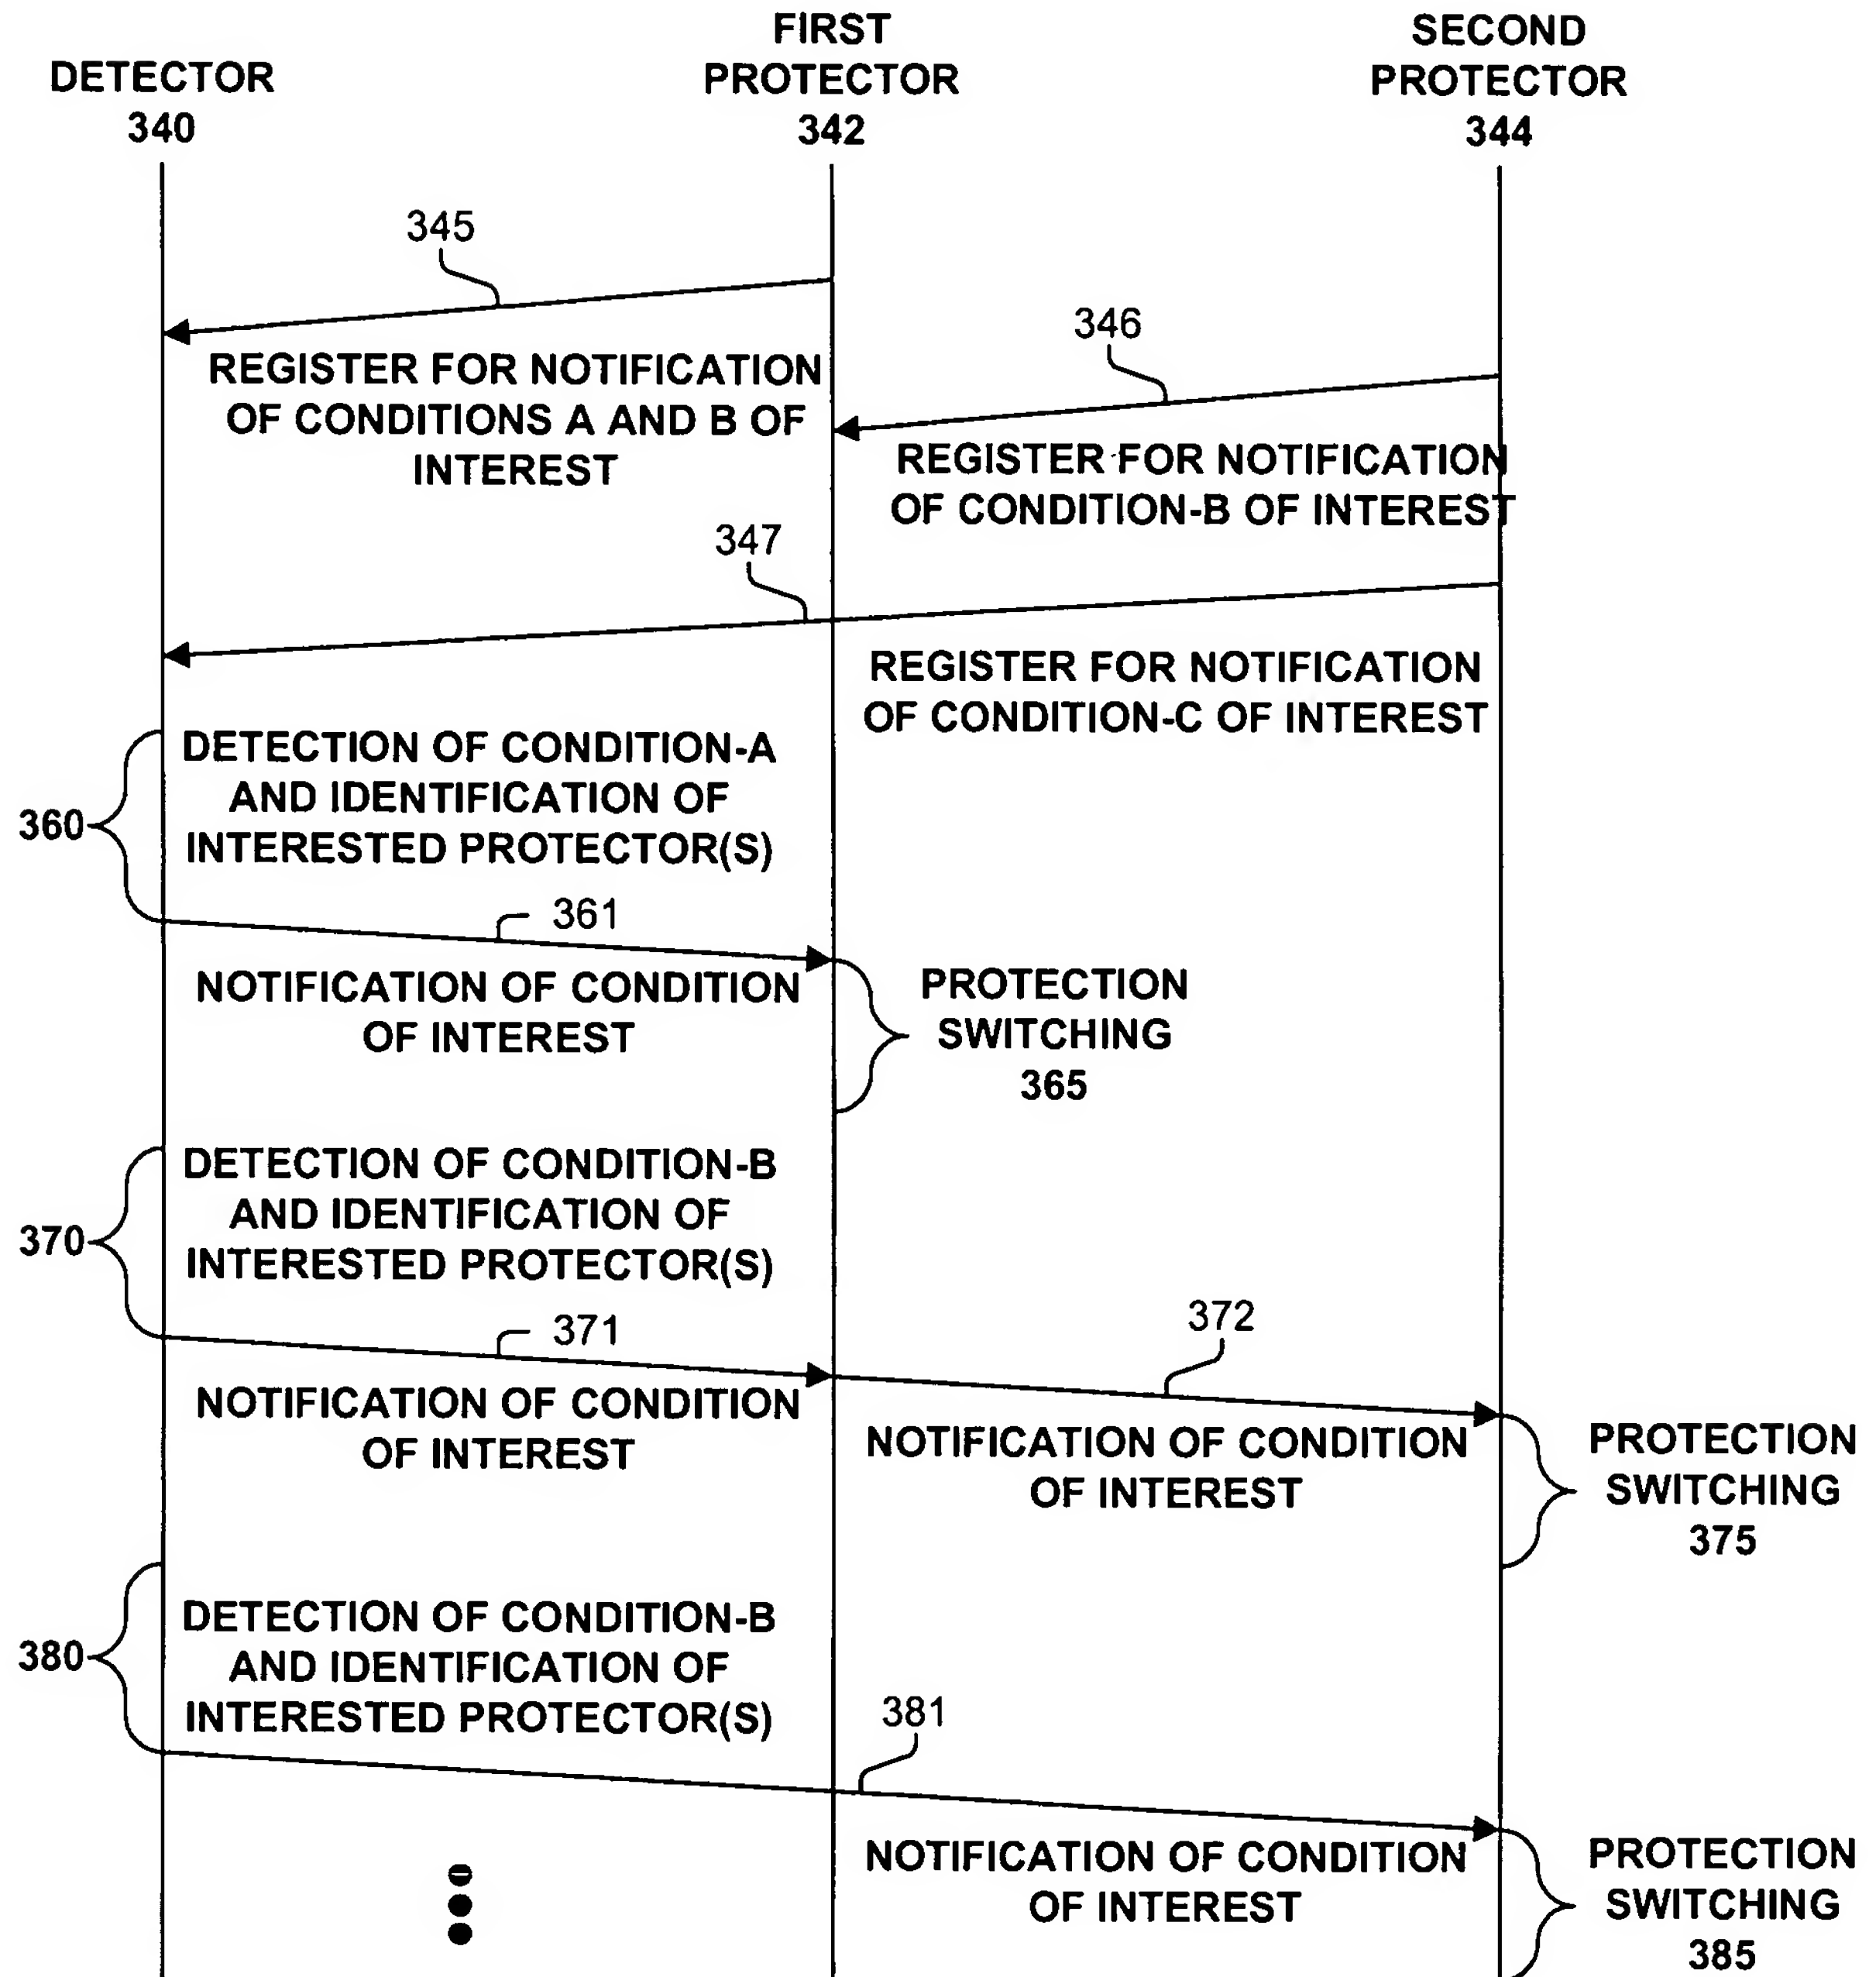 DETECTOR
340
FIRST
PROTECTOR
342
SECOND
PROTECTOR
344
345
REGISTER FOR NOTIFICATION
OF CONDITIONS A AND B OF
INTEREST
346
REGISTER FOR NOTIFICATION
OF CONDITION-B OF INTEREST
347
REGISTER FOR NOTIFICATION
OF CONDITION-C OF INTEREST
360
DETECTION OF CONDITION-A
AND IDENTIFICATION OF
INTERESTED PROTECTOR(S)
361
NOTIFICATION OF CONDITION
OF INTEREST
PROTECTION
SWITCHING
365
370
DETECTION OF CONDITION-B
AND IDENTIFICATION OF
INTERESTED PROTECTOR(S)
371
NOTIFICATION OF CONDITION
OF INTEREST
372
NOTIFICATION OF CONDITION
OF INTEREST
PROTECTION
SWITCHING
375
380
DETECTION OF CONDITION-B
AND IDENTIFICATION OF
INTERESTED PROTECTOR(S)
381
NOTIFICATION OF CONDITION
OF INTEREST
PROTECTION
SWITCHING
385